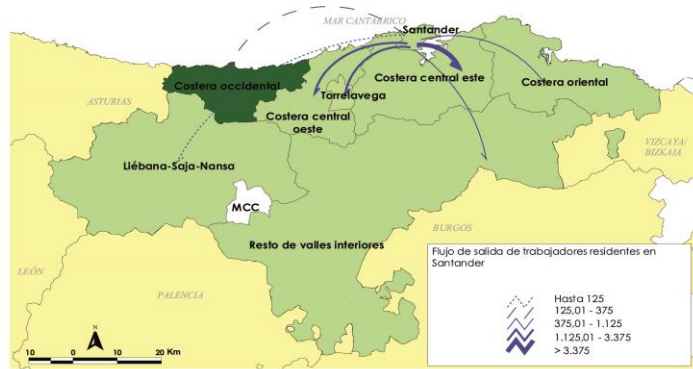 MAR CANTÁBRICO
Santander
Costera occidental
Costera central
este
Costera oriental
ASTURIAS
Torrelavega
Costera central
oeste
VIZCAYA/
BIZKAIA
Liébana-Saja-Nansa
MCC
BURGOS
Resto de valles interiores
LEÓN
PALENCIA
Flujo de salida de trabajadores residentes en
Santander
Hasta 125
125,01 - 375
375,01 - 1.125
1.125,01 - 3.375
> 3.375
N
10 0 10 20 Km